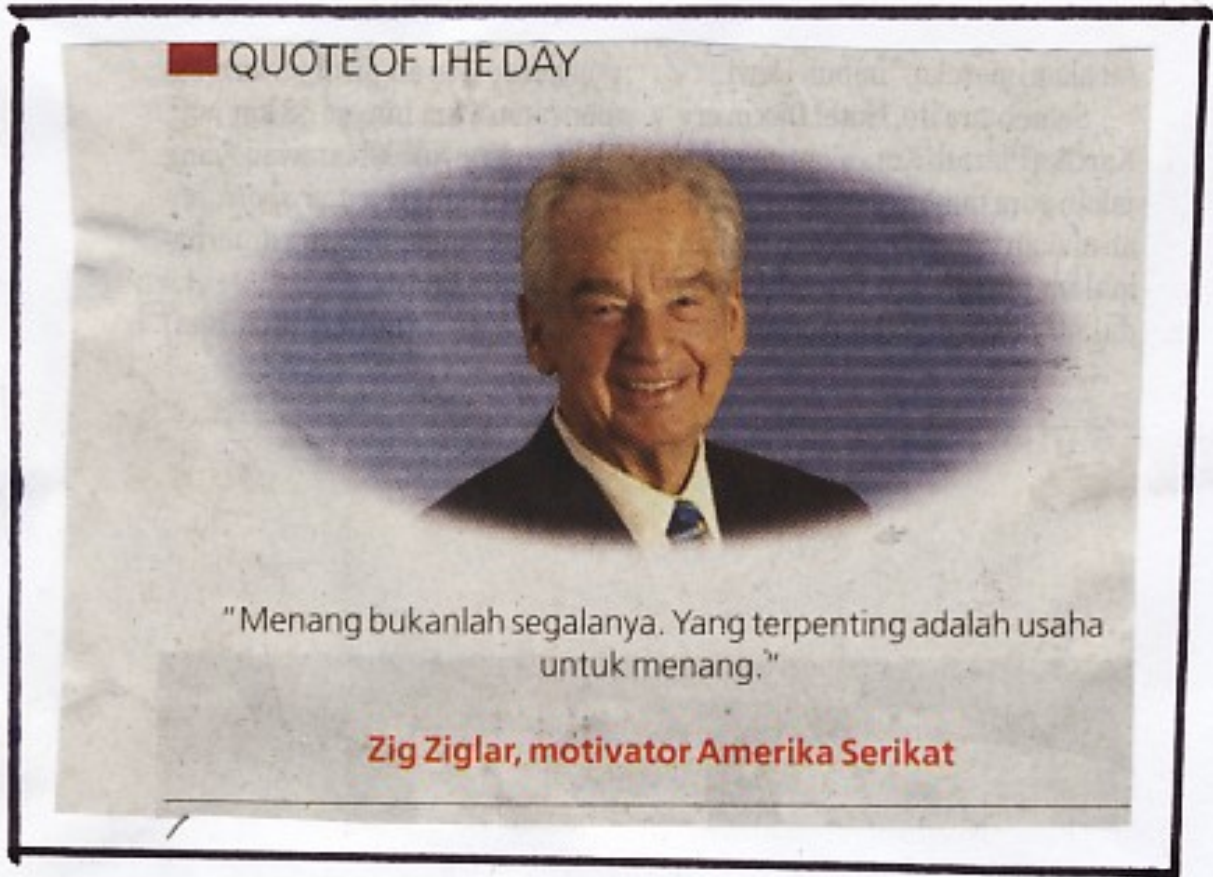 QUOTE OF THE DAY
"Menang bukanlah segalanya. Yang terpenting adalah usaha
untuk menang."
Zig Ziglar, motivator Amerika Serikat